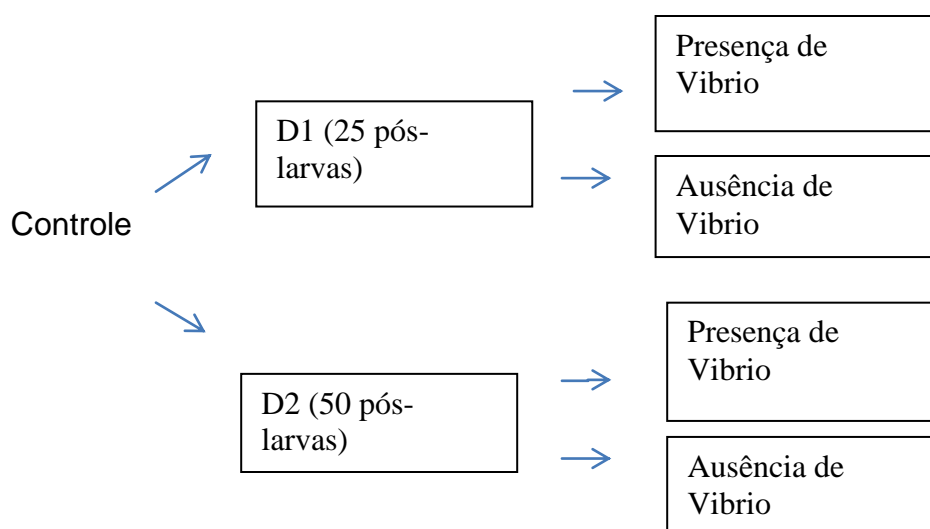 Presença de
Vibrio
D1 (25 pós-
larvas)
Ausência de
Vibrio
Controle
Presença de
Vibrio
D2 (50 pós-
larvas)
Ausência de
Vibrio